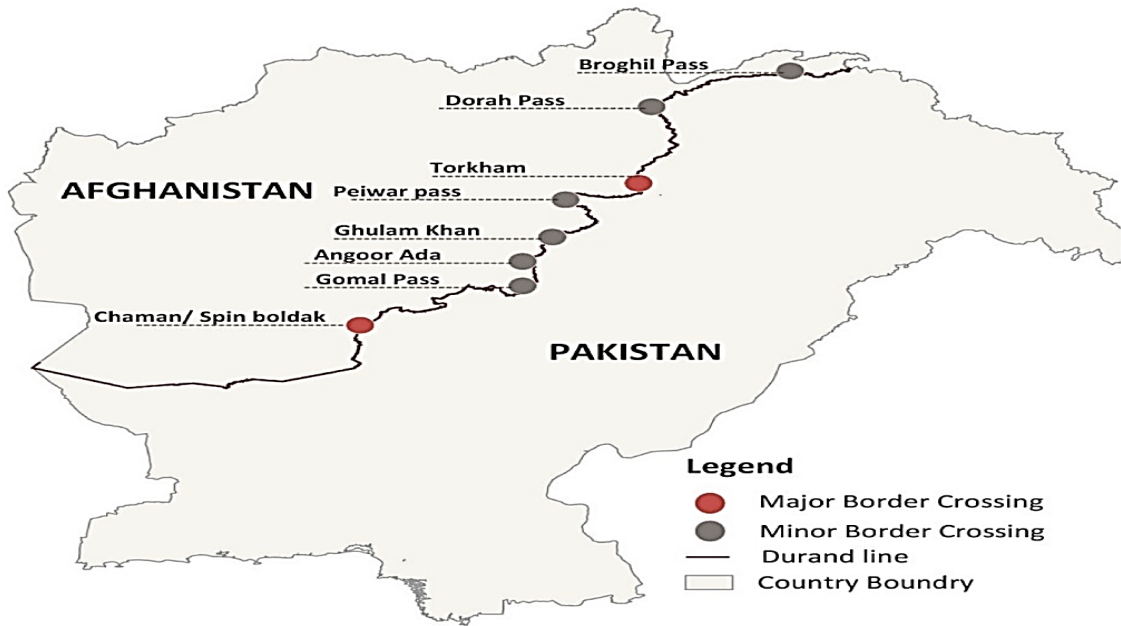 Broghil Pass
Dorah Pass
Torkham
AFGHANISTAN
Peiwar pass
Ghulam Khan
Angoor Ada
Gomal Pass
Chaman/ Spin boldak
PAKISTAN
Legend
Major Border Crossing
Minor Border Crossing
Durand line
Country Boundry